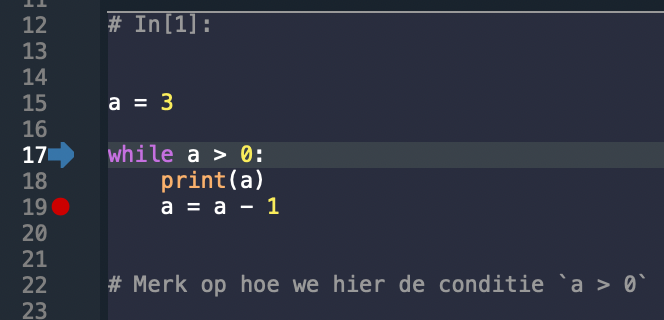 11
12 # In[1]:
13
14
15 a = 3
16
17 while a > 0:
18     print(a)
19     a = a - 1
20
21
22 # Merk op hoe we hier de conditie `a > 0`
23